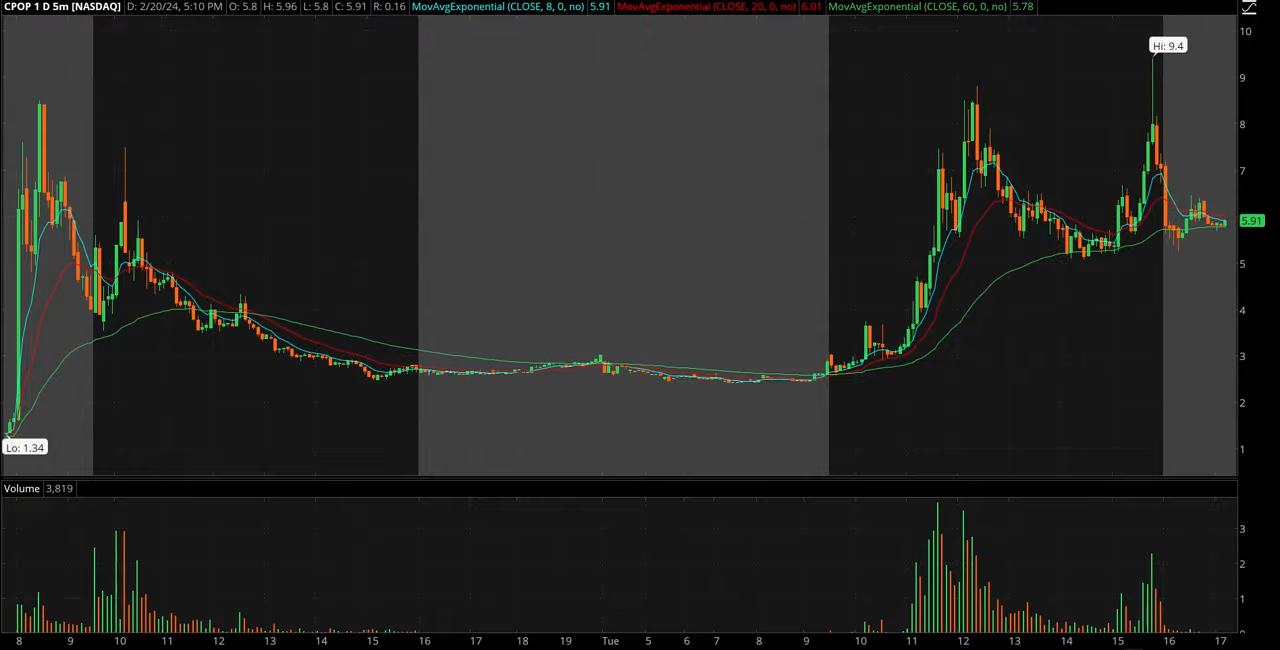 CPOP 1 D 5m [NASDAQ] D: 2/20/24, 5:10 PM O: 5.8 H: 5.96 L: 5.8 C: 5.91 R: 0.16 MovAvgExponential (CLOSE, 8, 0, no) 5.91 MovAvgExponential (CLOSE, 20, 0, no) 6.01 MovAvgExponential (CLOSE, 60, 0, no) 5.78
10
Hi: 9.4
9
8
7
5.91
5
4
3
2
1
Lo: 1.34
Volume 3,819
3
2
1
0
8 9 10 11 12 13 14 15 16 17 18 19 Tue 5 6 7 8 9 10 11 12 13 14 15 16 17